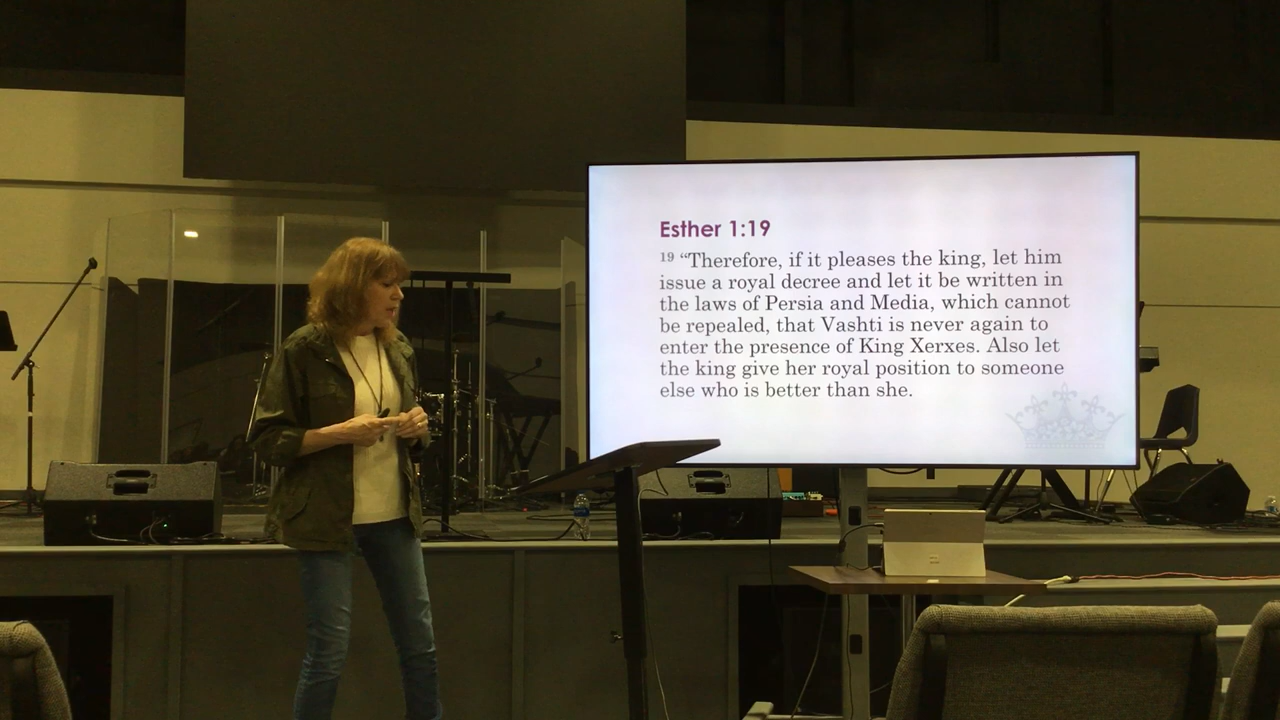 Esther 1:19
19 “Therefore, if it pleases the king, let him
issue a royal decree and let it be written in
the laws of Persia and Media, which cannot
be repealed, that Vashti is never again to
enter the presence of King Xerxes. Also let
the king give her royal position to someone
else who is better than she.